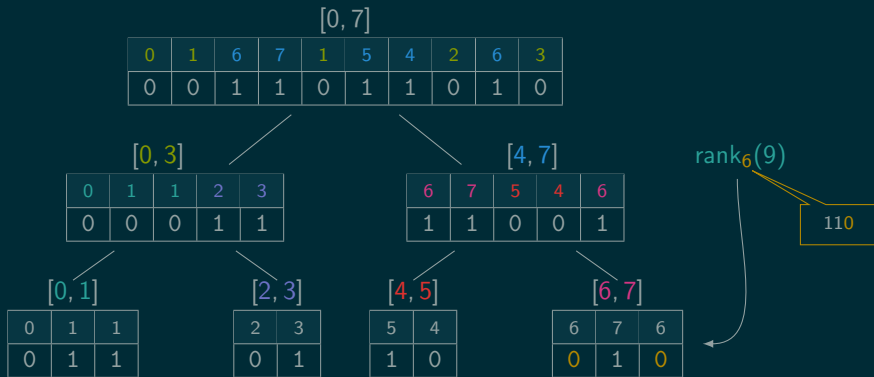 [0, 7]
0 1 6 7 1 5 4 2 6 3
0 0 1 1 0 1 1 0 1 0
[0, 3] [4, 7] rank₆(9)
0 1 1 2 3 6 7 5 4 6
0 0 0 1 1 1 1 0 0 1
110
[0, 1] [2, 3] [4, 5] [6, 7]
0 1 1 2 3 5 4 6 7 6
0 1 1 0 1 1 0 0 1 0